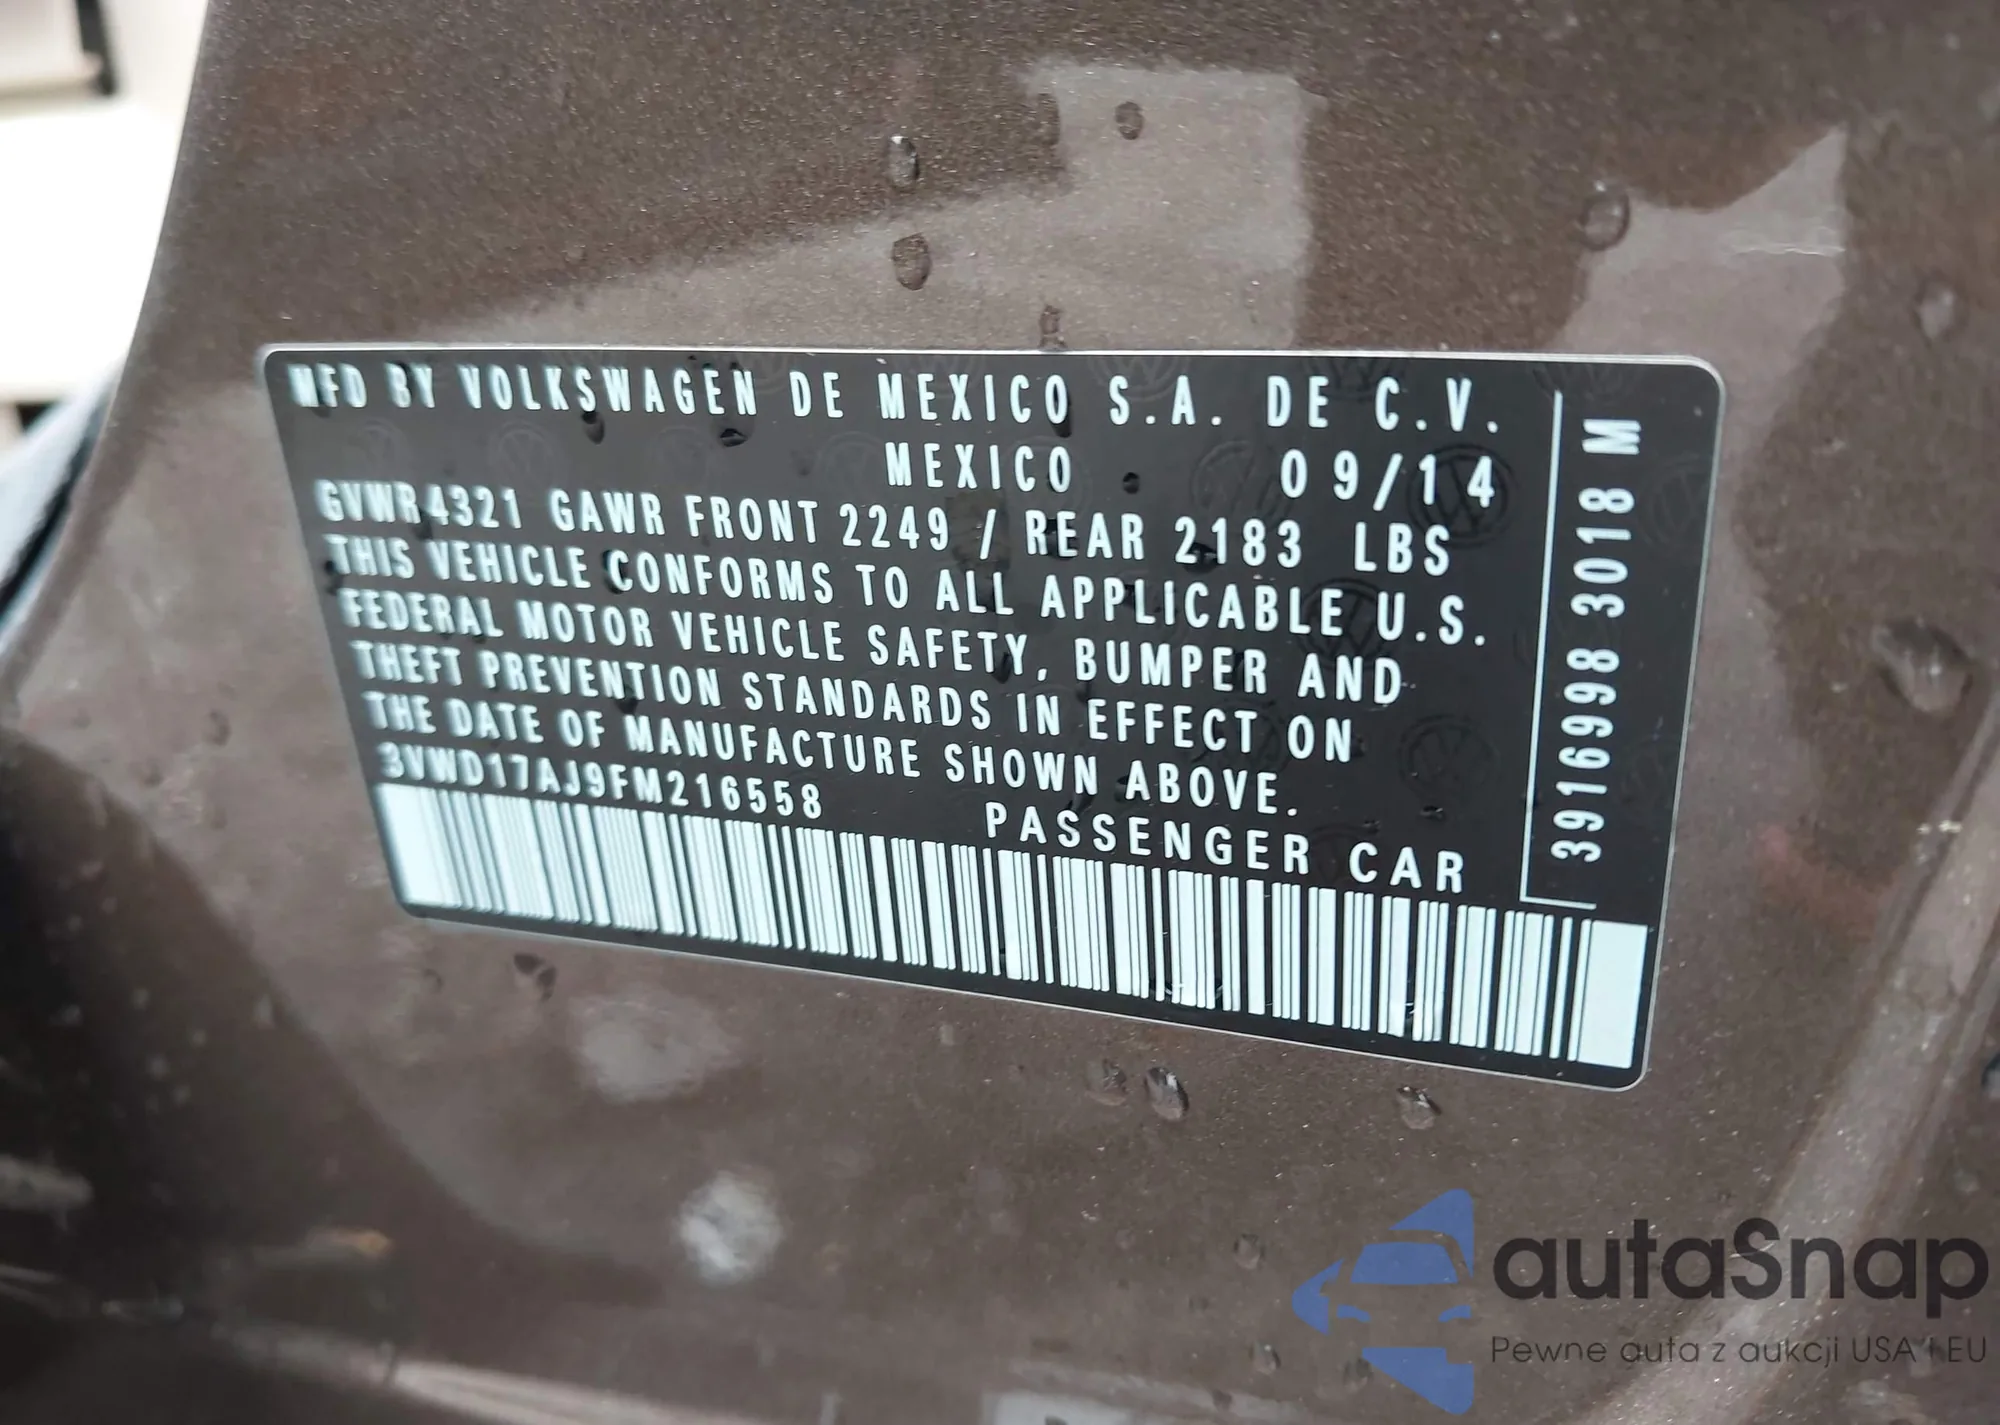 MFD BY VOLKSWAGEN DE MEXICO S.A. DE C.V.
MEXICO 09/14
GVWR 4321 GAWR FRONT 2249 / REAR 2183 LBS
THIS VEHICLE CONFORMS TO ALL APPLICABLE U.S.
FEDERAL MOTOR VEHICLE SAFETY, BUMPER AND
THEFT PREVENTION STANDARDS IN EFFECT ON
THE DATE OF MANUFACTURE SHOWN ABOVE.
3VWD17AJ9FM216558 PASSENGER CAR
3916998 3018 M
autaSnap
Pewne auta z aukcji USA i EU